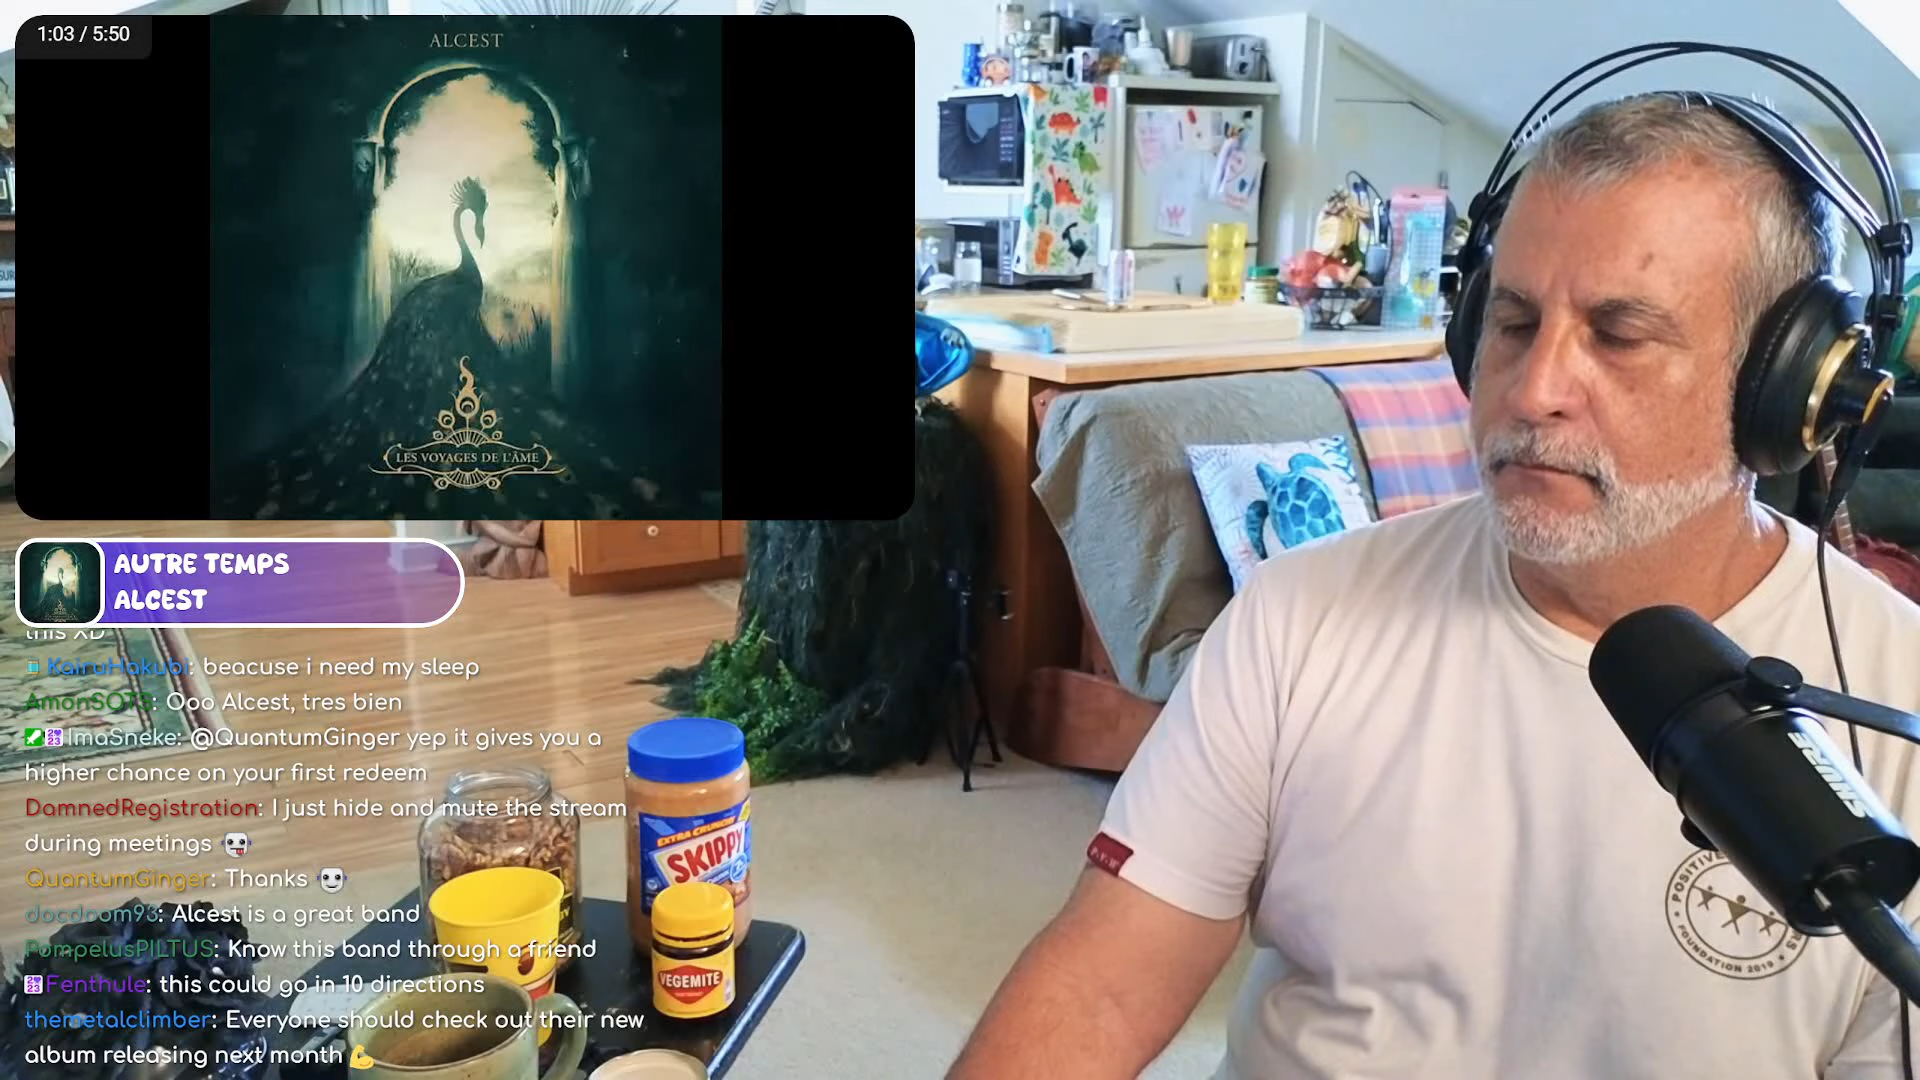 1:03 / 5:50
ALCEST
LES VOYAGES DE L'ÂME
AUTRE TEMPS
ALCEST
this XD
KairuHakubi: beacuse i need my sleep
AmonSOTS: Ooo Alcest, tres bien
ImaSneke: @QuantumGinger yep it gives you a
higher chance on your first redeem
DamnedRegistration: I just hide and mute the stream
during meetings
QuantumGinger: Thanks
docdoom93: Alcest is a great band
PompelusPILTUS: Know this band through a friend
Fenthule: this could go in 10 directions
themetalclimber: Everyone should check out their new
album releasing next month
EXTRA CRUNCHY
SKIPPY
VEGEMITE
SHURE
POSITIVE
FOUNDATION 2019